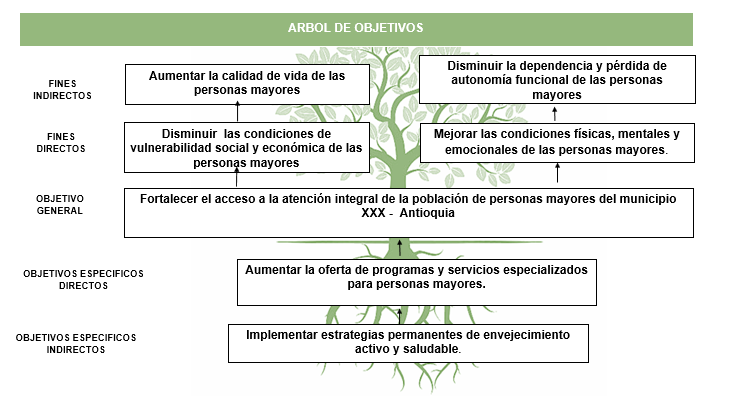 ARBOL DE OBJETIVOS
FINES
INDIRECTOS
Aumentar la calidad de vida de las
personas mayores
Disminuir la dependencia y pérdida de
autonomía funcional de las personas
mayores
FINES
DIRECTOS
Disminuir las condiciones de
vulnerabilidad social y económica de las
personas mayores
Mejorar las condiciones físicas, mentales y
emocionales de las personas mayores.
OBJETIVO
GENERAL
Fortalecer el acceso a la atención integral de la población de personas mayores del municipio
XXX - Antioquia
OBJETIVOS ESPECIFICOS
DIRECTOS
Aumentar la oferta de programas y servicios especializados
para personas mayores.
OBJETIVOS ESPECIFICOS
INDIRECTOS
Implementar estrategias permanentes de envejecimiento
activo y saludable.